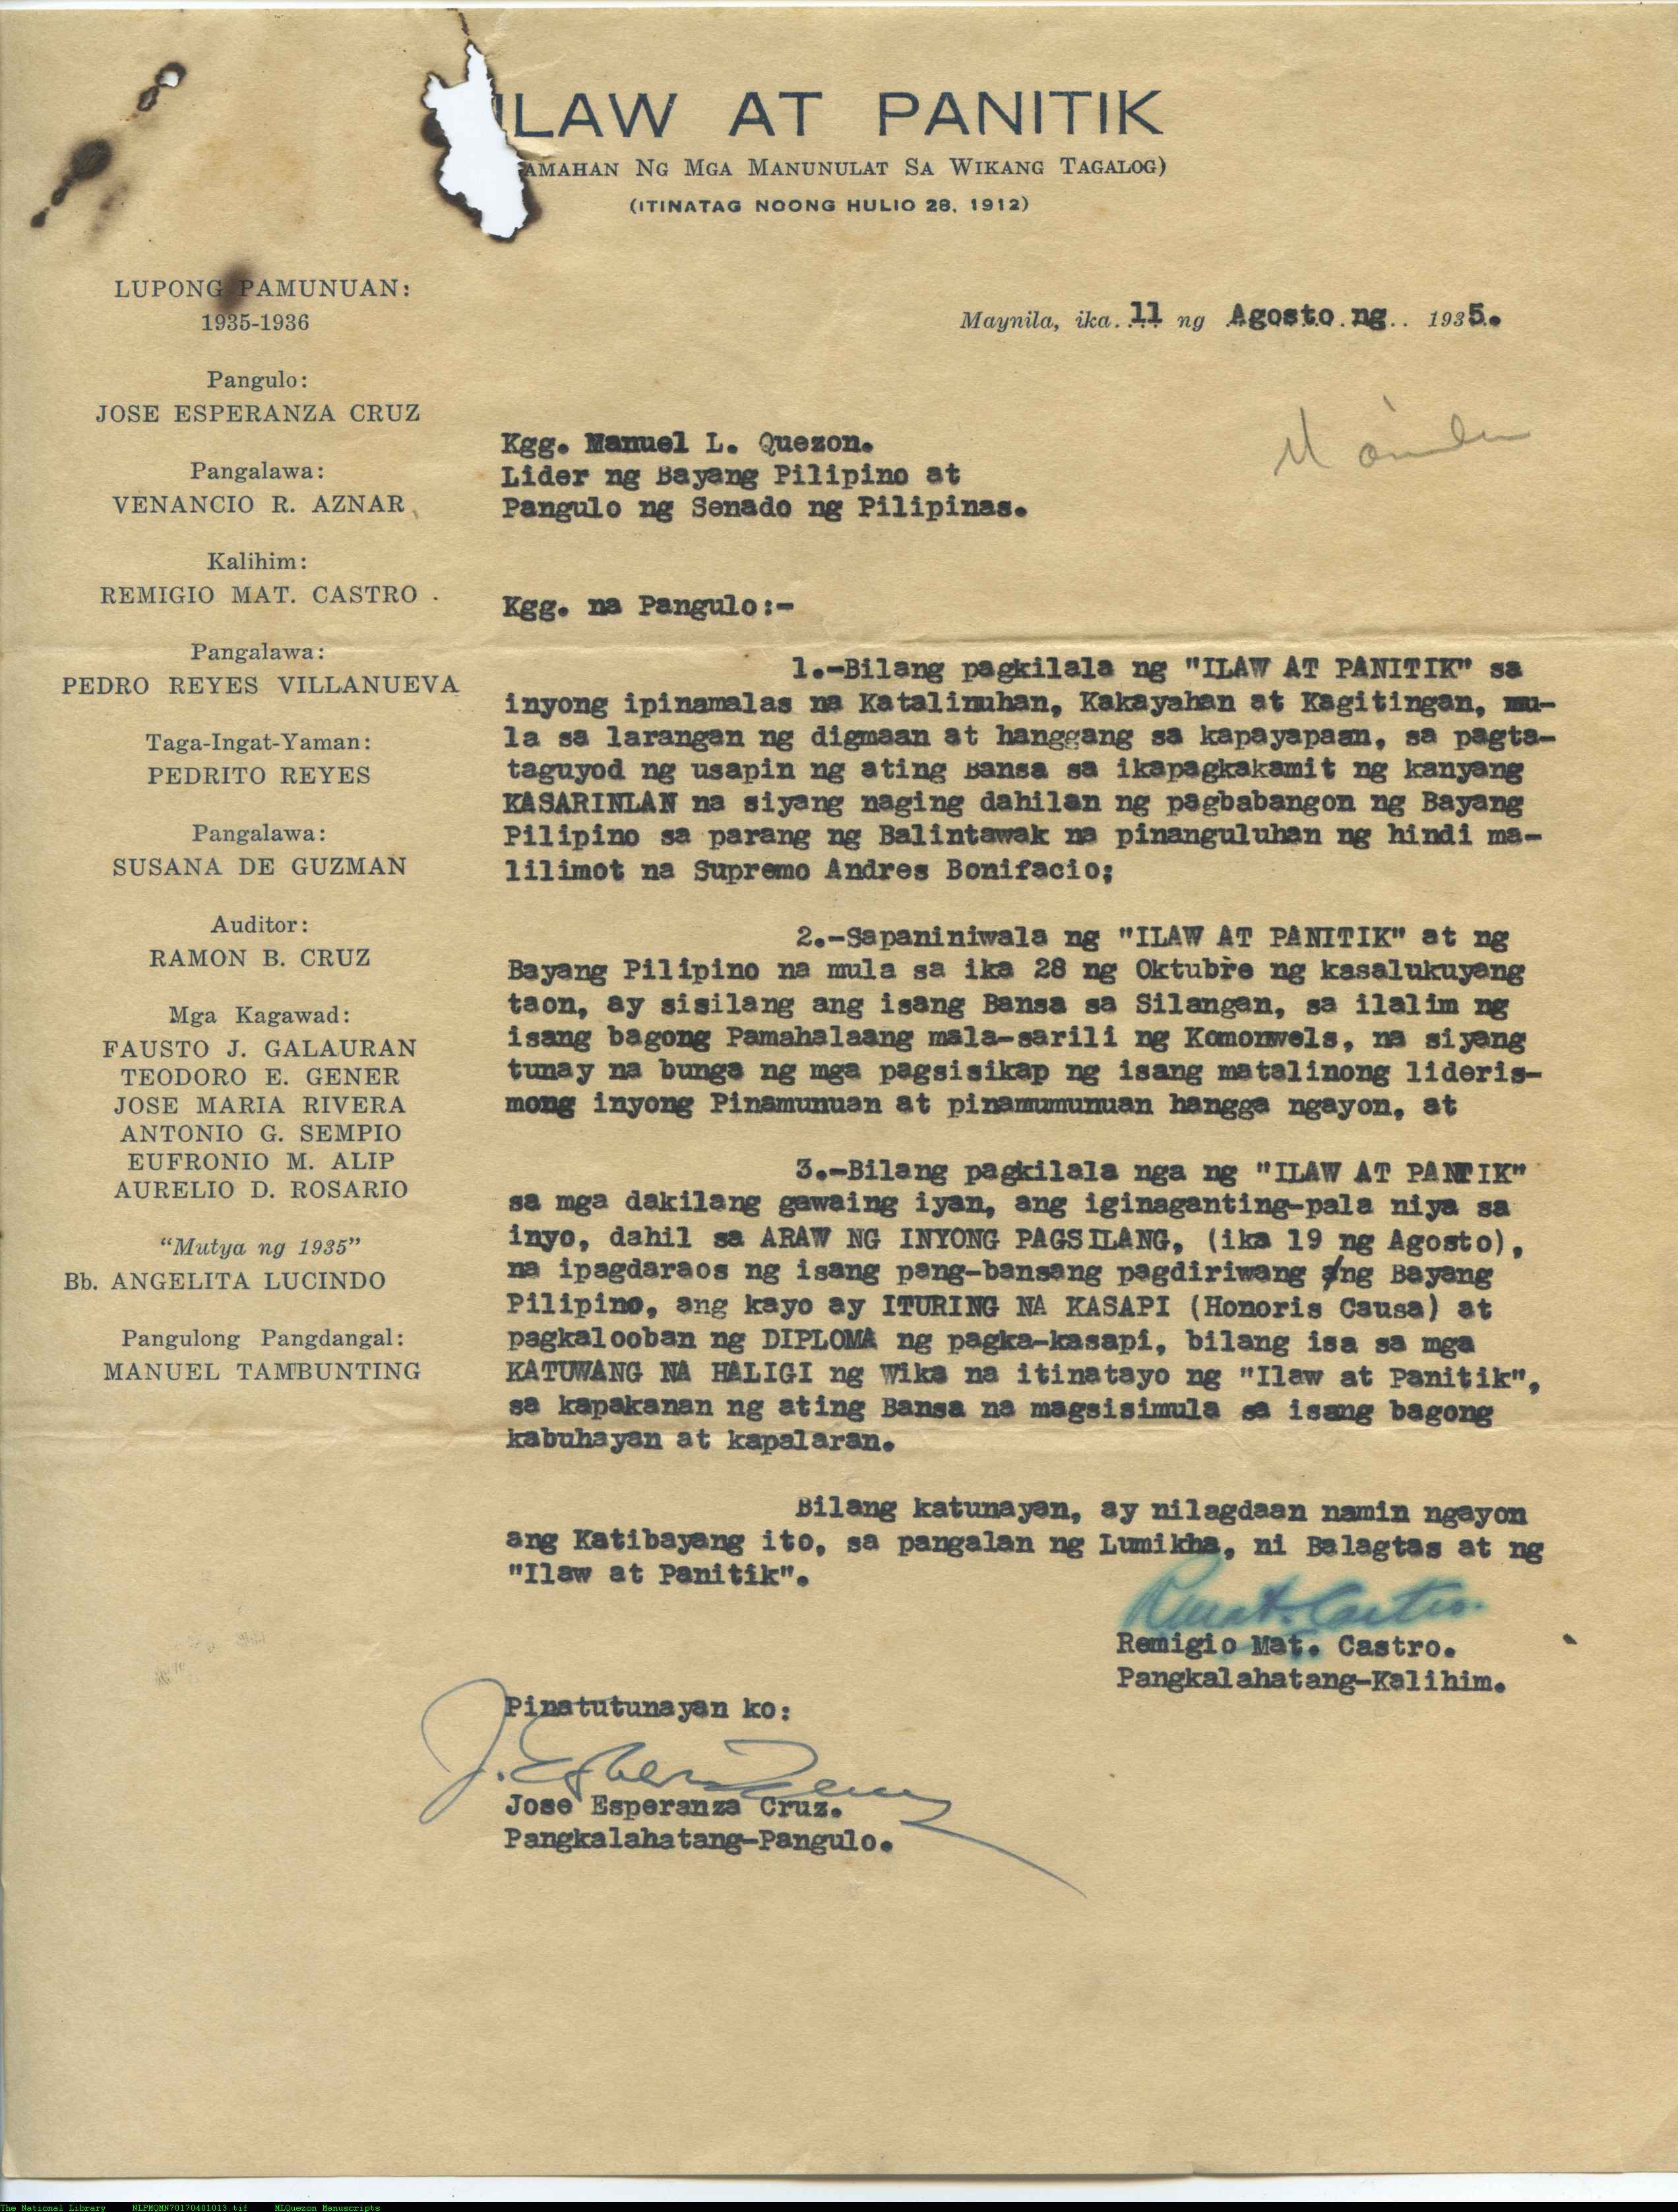 ILAW AT PANITIK
AMAHAN NG MGA MANUNULAT SA WIKANG TAGALOG)
(ITINATAG NOONG HULIO 28, 1912)
LUPONG PAMUNUAN:
1935-1936
Pangulo:
JOSE ESPERANZA CRUZ
Pangalawa:
VENANCIO R. AZNAR
Kalihim:
REMIGIO MAT. CASTRO
Pangalawa:
PEDRO REYES VILLANUEVA
Taga-Ingat-Yaman:
PEDRITO REYES
Pangalawa:
SUSANA DE GUZMAN
Auditor:
RAMON B. CRUZ
Mga Kagawad:
FAUSTO J. GALAURAN
TEODORO E. GENER
JOSE MARIA RIVERA
ANTONIO G. SEMPIO
EUFRONIO M. ALIP
AURELIO D. ROSARIO
"Mutya ng 1935"
Bb. ANGELITA LUCINDO
Pangulong Pangdangal:
MANUEL TAMBUNTING
Maynila, ika. 11 ng Agosto ng 1935.
Kgg. Manuel L. Quezon.
Lider ng Bayang Pilipino at
Pangulo ng Senado ng Pilipinas.
Kgg. na Pangulo:-
1.-Bilang pagkilala ng "ILAW AT PANITIK" sa
inyong ipinamalas na Katalinuhan, Kakayahan at Kagitingan, mu-
la sa larangan ng digmaan at hanggang sa kapayapaan, sa pagta-
taguyod ng usapin ng ating Bansa sa ikapagkakamit ng kanyang
KASARINLAN na siyang naging dahilan ng pagbabangon ng Bayang
Pilipino sa parang ng Balintawak na pinanguluhan ng hindi ma-
lilimot na Supremo Andres Bonifacio;
2.-Sapaniniwala ng "ILAW AT PANITIK" at ng
Bayang Pilipino na mula sa ika 28 ng Oktubre ng kasalukuyang
taon, ay sisilang ang isang Bansa sa Silangan, sa ilalim ng
isang bagong Pamahalaang mala-sarili ng Komonwels, na siyang
tunay na bunga ng mga pagsisikap ng isang matalinong lideris-
mong inyong Pinamunuan at pinamumunuan hangga ngayon, at
3.-Bilang pagkilala nga ng "ILAW AT PANITIK"
sa mga dakilang gawaing iyan, ang iginaganting-pala niya sa
inyo, dahil sa ARAW NG INYONG PAGSILANG, (ika 19 ng Agosto),
na ipagdaraos ng isang pang-bansang pagdiriwang ng Bayang
Pilipino, ang kayo ay ITURING NA KASAPI (Honoris Causa) at
pagkalooban ng DIPLOMA ng pagka-kasapi, bilang isa sa mga
KATUWANG NA HALIGI ng Wika na itinatayo ng "Ilaw at Panitik",
sa kapakanan ng ating Bansa na magsisimula sa isang bagong
kabuhayan at kapalaran.
Bilang katunayan, ay nilagdaan namin ngayon
ang Katibayang ito, sa pangalan ng Lumikha, ni Balagtas at ng
"Ilaw at Panitik".
Remigio Mat. Castro.
Pangkalahatang-Kalihim.
Pinatutunayan ko:
Jose Esperanza Cruz.
Pangkalahatang-Pangulo.
The National Library NLPMQMN70170401013.tif MLQuezon Manuscripts